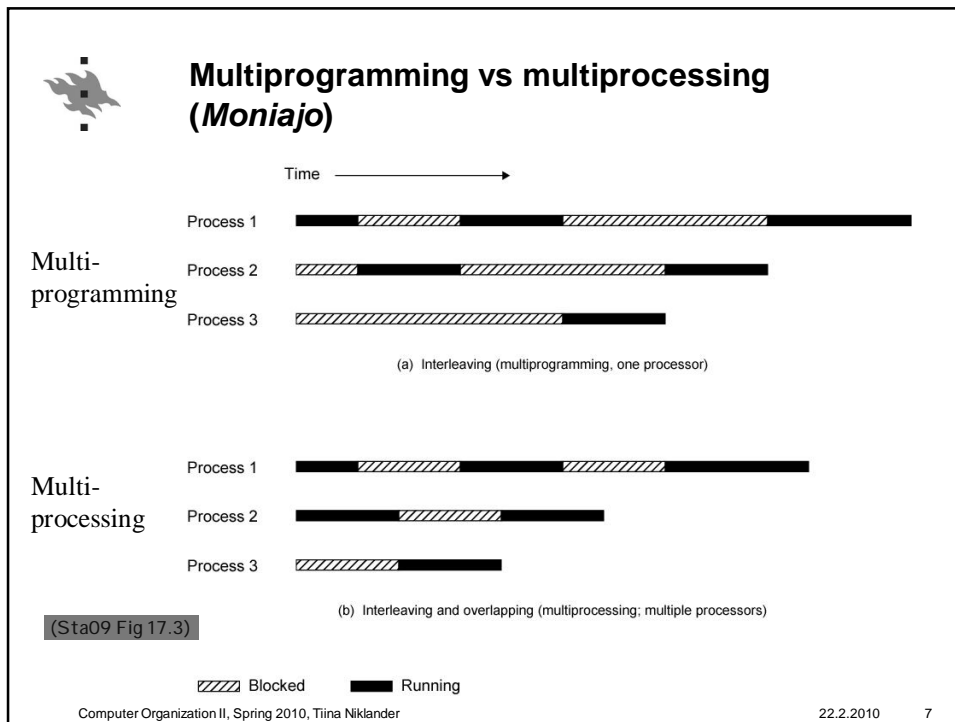 Multiprogramming vs multiprocessing
(Moniajo)
Time
Process 1
Multi-
programming
Process 2
Process 3
(a) Interleaving (multiprogramming, one processor)
Process 1
Multi-
processing
Process 2
Process 3
(b) Interleaving and overlapping (multiprocessing; multiple processors)
(Sta09 Fig 17.3)
Blocked
Running
Computer Organization II, Spring 2010, Tiina Niklander
22.2.2010
7